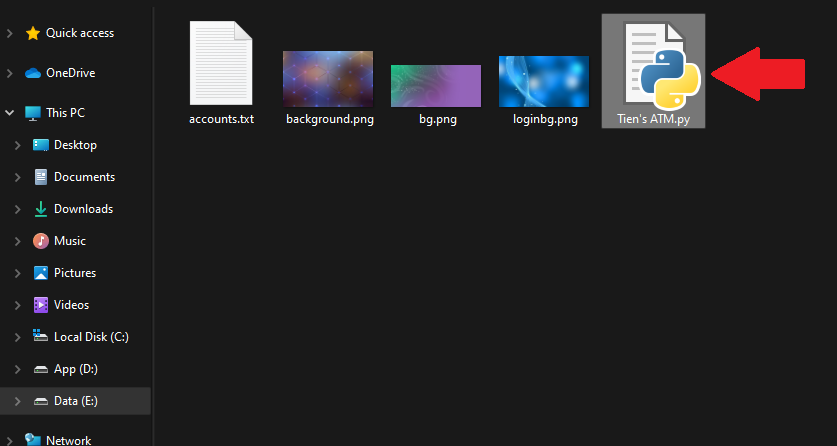 Quick access
OneDrive
This PC
Desktop
Documents
Downloads
Music
Pictures
Videos
Local Disk (C:)
App (D:)
Data (E:)
Network
accounts.txt
background.png
bg.png
loginbg.png
Tien's ATM.py